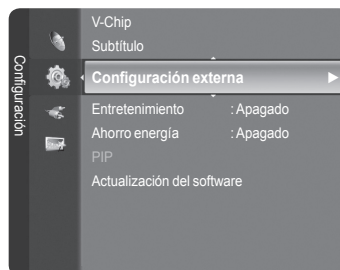 Configuración
V-Chip
Subtítulo
Configuración externa
Entretenimiento : Apagado
Ahorro energía : Apagado
PIP
Actualización del software